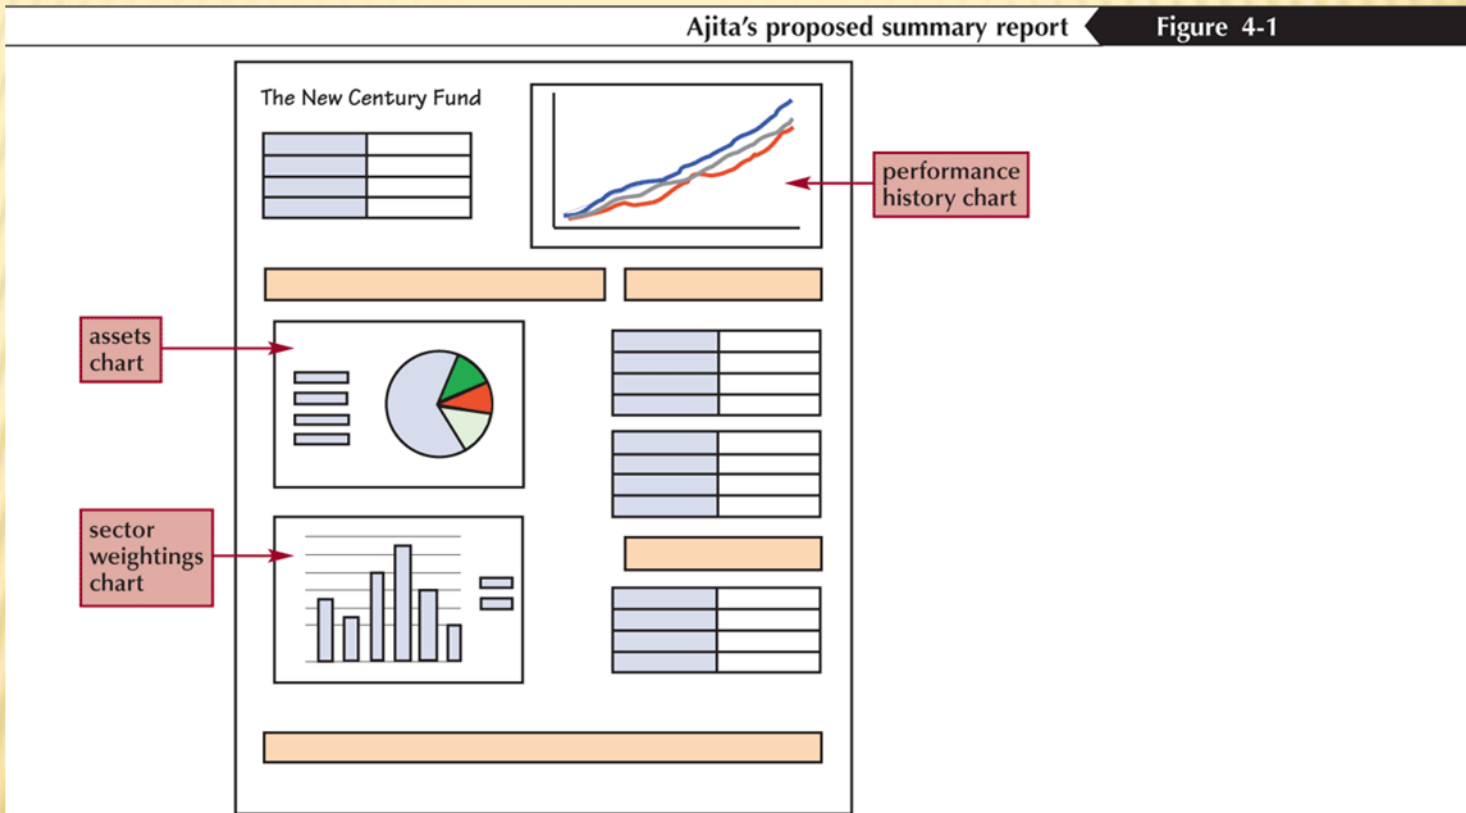 Ajita's proposed summary report
Figure 4-1
The New Century Fund
performance
history chart
assets
chart
sector
weightings
chart